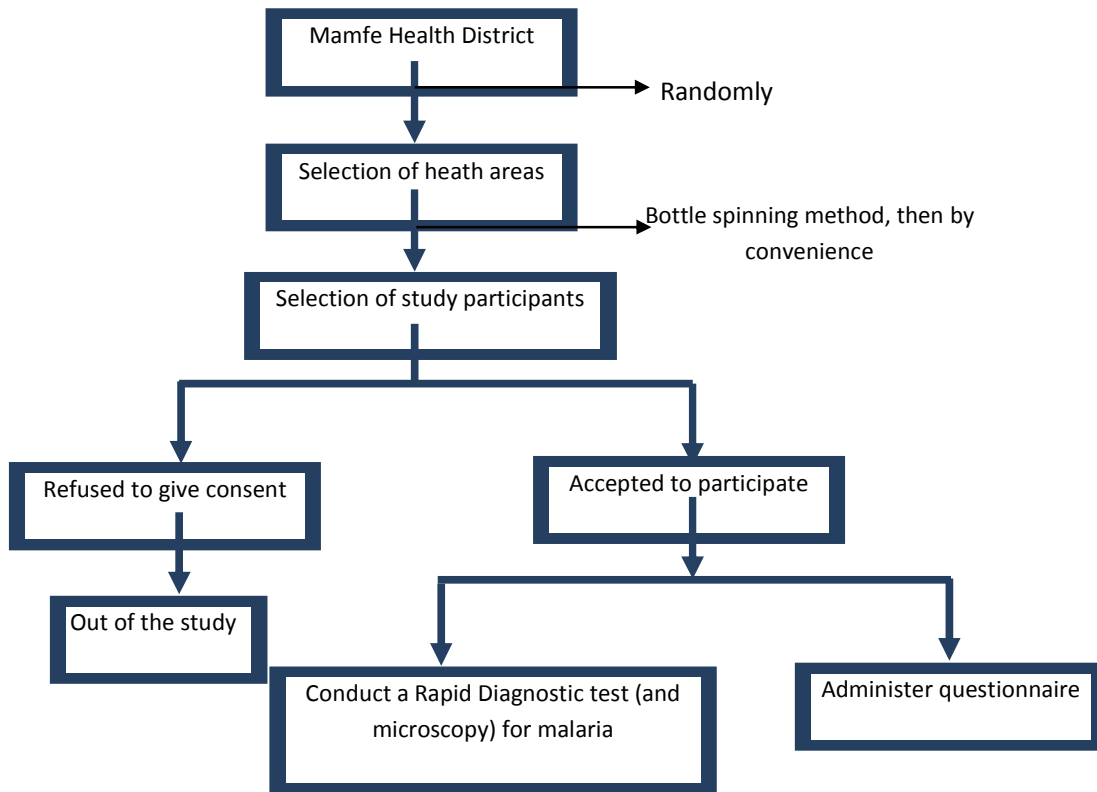 Mamfe Health District
Randomly
Selection of heath areas
Bottle spinning method, then by
convenience
Selection of study participants
Refused to give consent
Accepted to participate
Out of the study
Conduct a Rapid Diagnostic test (and
microscopy) for malaria
Administer questionnaire